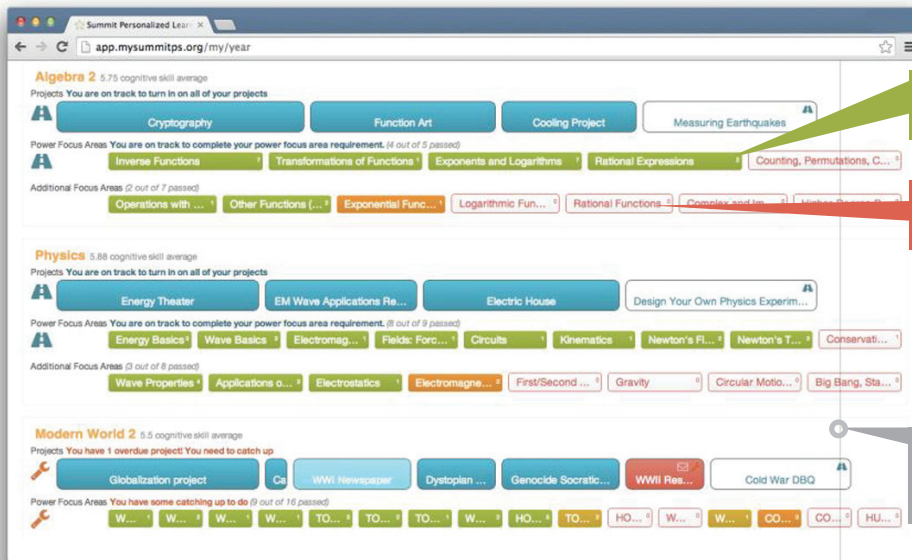 Summit Personalized Lear
app.mysummitps.org/my/year
Algebra 2 5.75 cognitive skill average
Projects You are on track to turn in on all of your projects
Cryptography Function Art Cooling Project Measuring Earthquakes
Power Focus Areas You are on track to complete your power focus area requirement. (4 out of 5 passed)
Inverse Functions Transformations of Functions Exponents and Logarithms Rational Expressions Counting, Permutations, C...
Additional Focus Areas (2 out of 7 passed)
Operations with ... Other Functions (... Exponential Func... Logarithmic Fun... Rational Functions Complex and Im...
Physics 5.88 cognitive skill average
Projects You are on track to turn in on all of your projects
Energy Theater EM Wave Applications Re... Electric House Design Your Own Physics Experim...
Power Focus Areas You are on track to complete your power focus area requirement. (8 out of 9 passed)
Energy Basics Wave Basics Electromag... Fields: Forc... Circuits Kinematics Newton's Fi... Newton's T... Conservati...
Additional Focus Areas (3 out of 8 passed)
Wave Properties Applications o... Electrostatics Electromagne... First/Second ... Gravity Circular Motio... Big Bang, Sta...
Modern World 2 5.5 cognitive skill average
Projects You have 1 overdue project! You need to catch up
Globalization project Ca WWI Newspaper Dystopian ... Genocide Socratic... WWII Res... Cold War DBQ
Power Focus Areas You have some catching up to do (9 out of 16 passed)
W... W... W... W... TO... TO... TO... W... HO... TO... HO... W... W... CO... CO... HU...